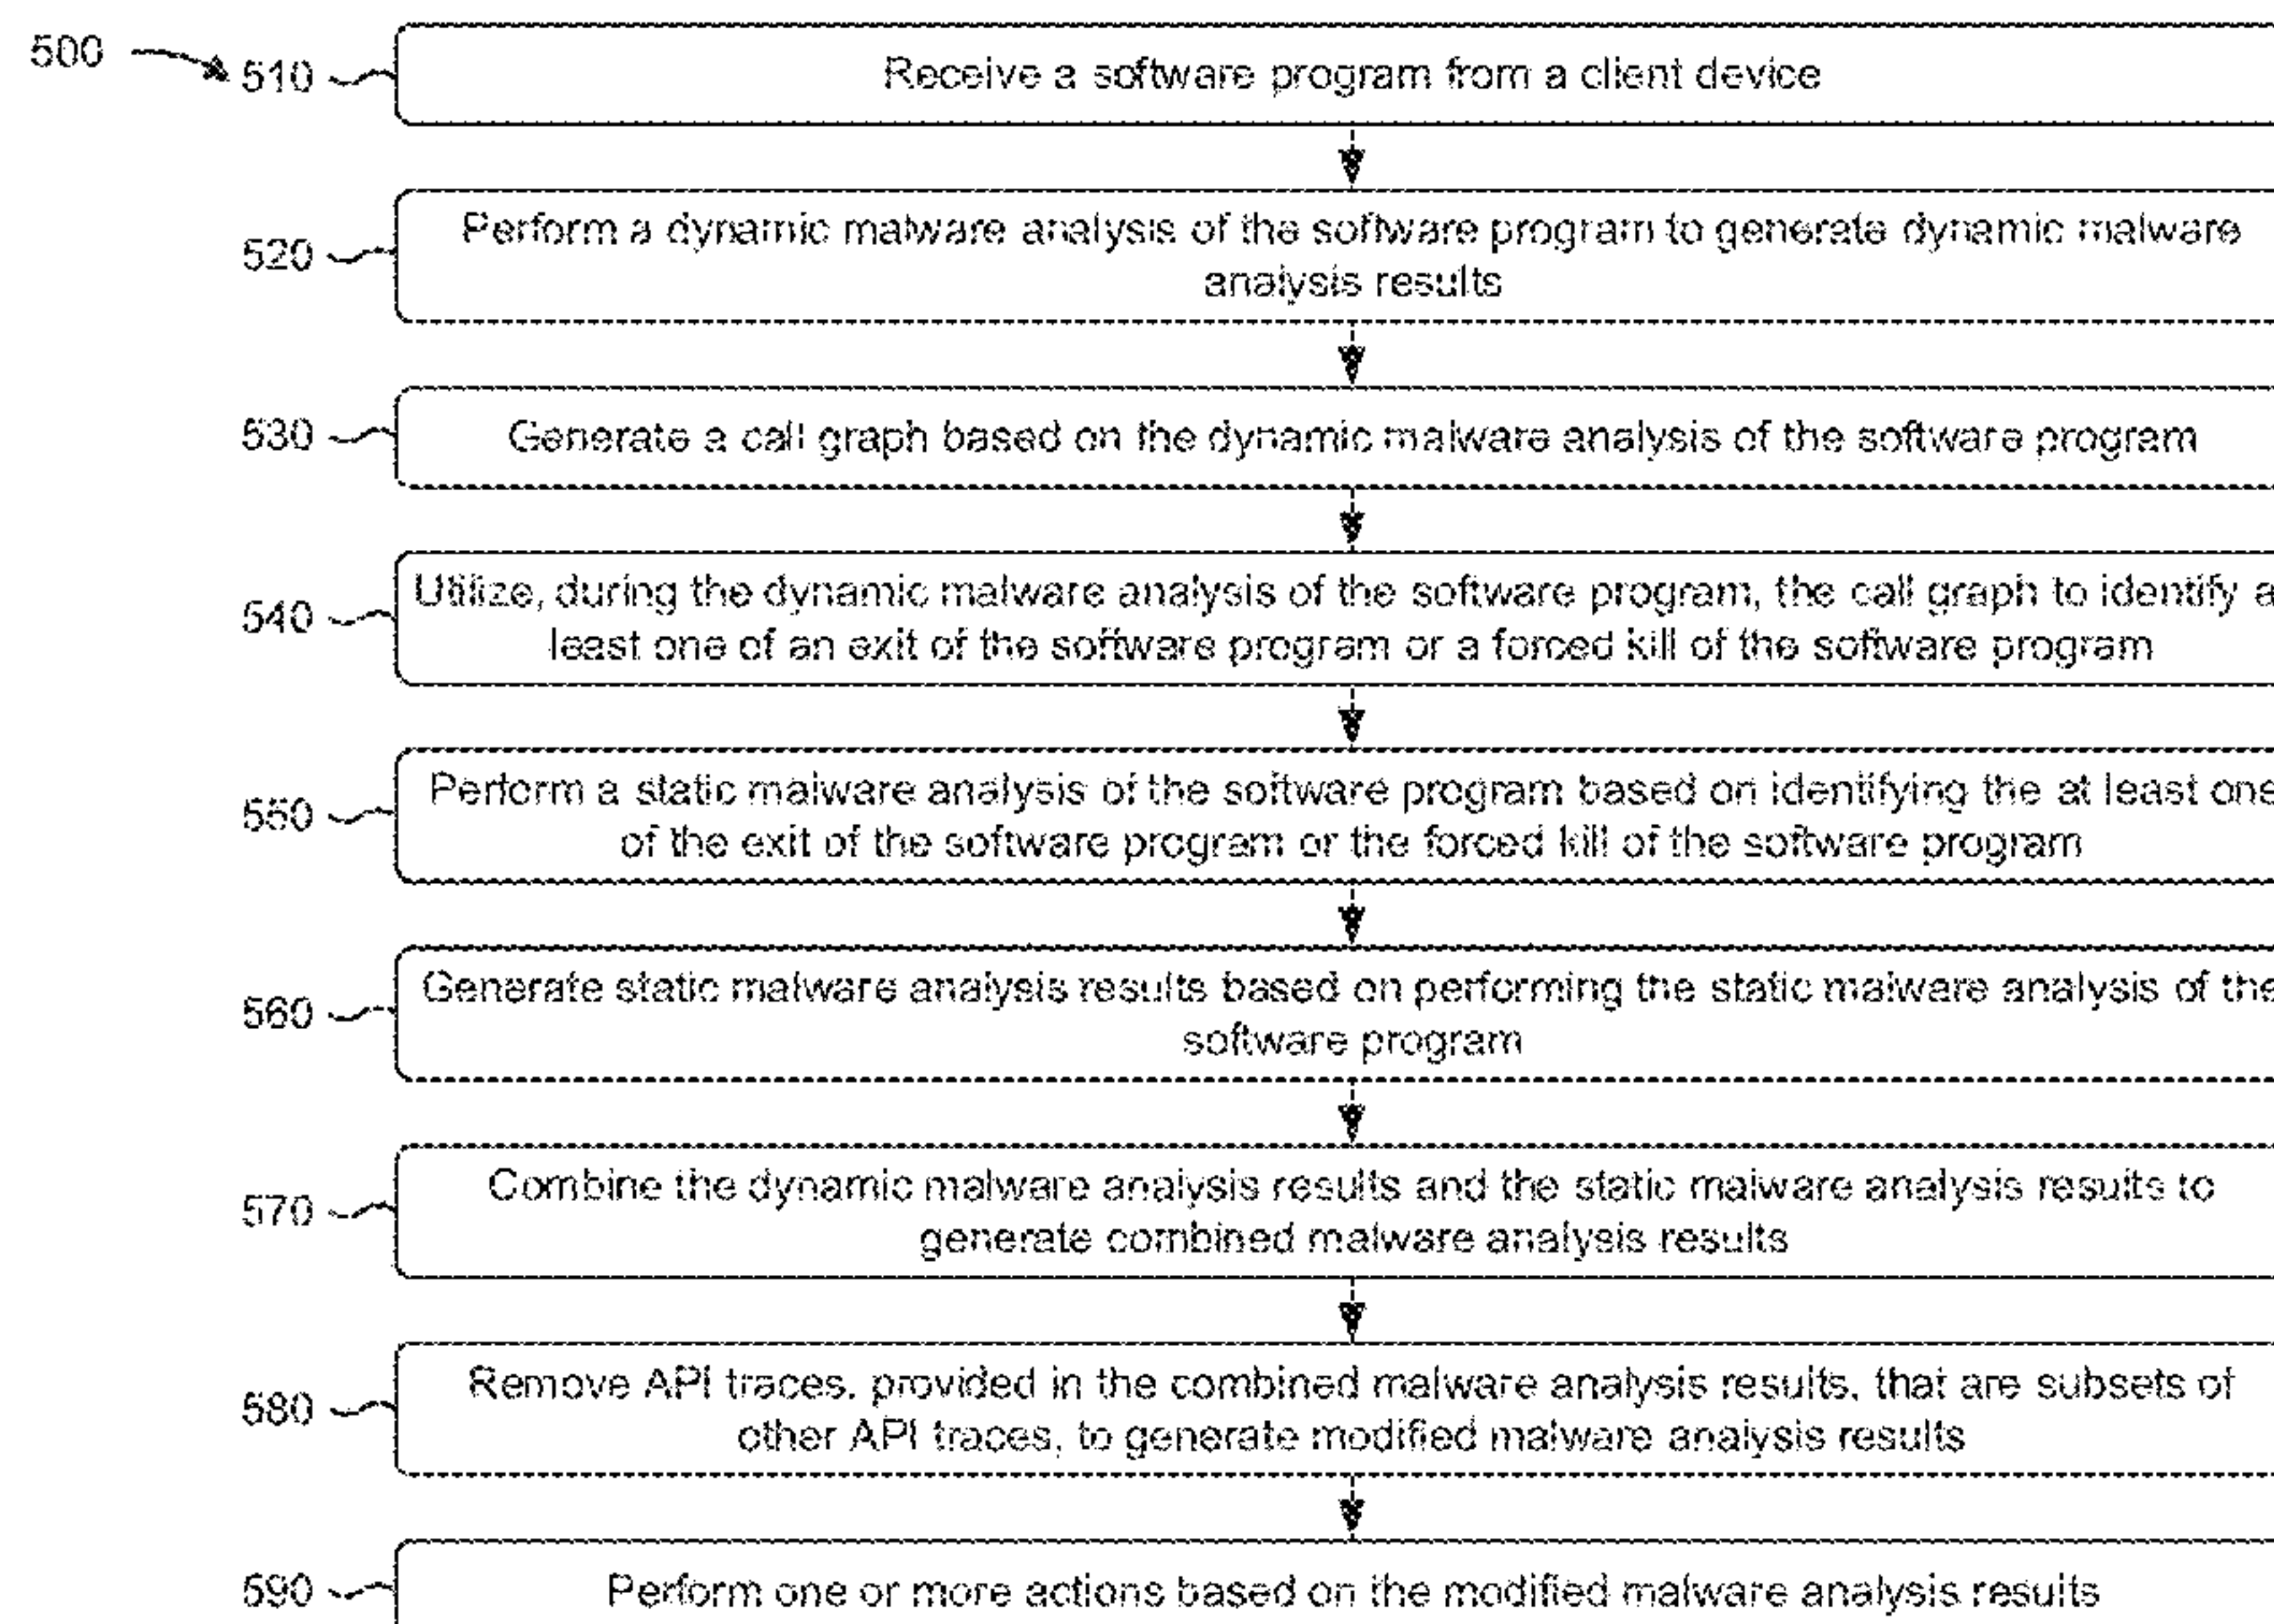 500
510
Receive a software program from a client device
520
Perform a dynamic malware analysis of the software program to generate dynamic malware
analysis results
530
Generate a call graph based on the dynamic malware analysis of the software program
540
Utilize, during the dynamic malware analysis of the software program, the call graph to identify a
least one of an exit of the software program or a forced kill of the software program
550
Perform a static malware analysis of the software program based on identifying the at least one
of the exit of the software program or the forced kill of the software program
560
Generate static malware analysis results based on performing the static malware analysis of the
software program
570
Combine the dynamic malware analysis results and the static malware analysis results to
generate combined malware analysis results
580
Remove API traces, provided in the combined malware analysis results, that are subsets of
other API traces, to generate modified malware analysis results
590
Perform one or more actions based on the modified malware analysis results